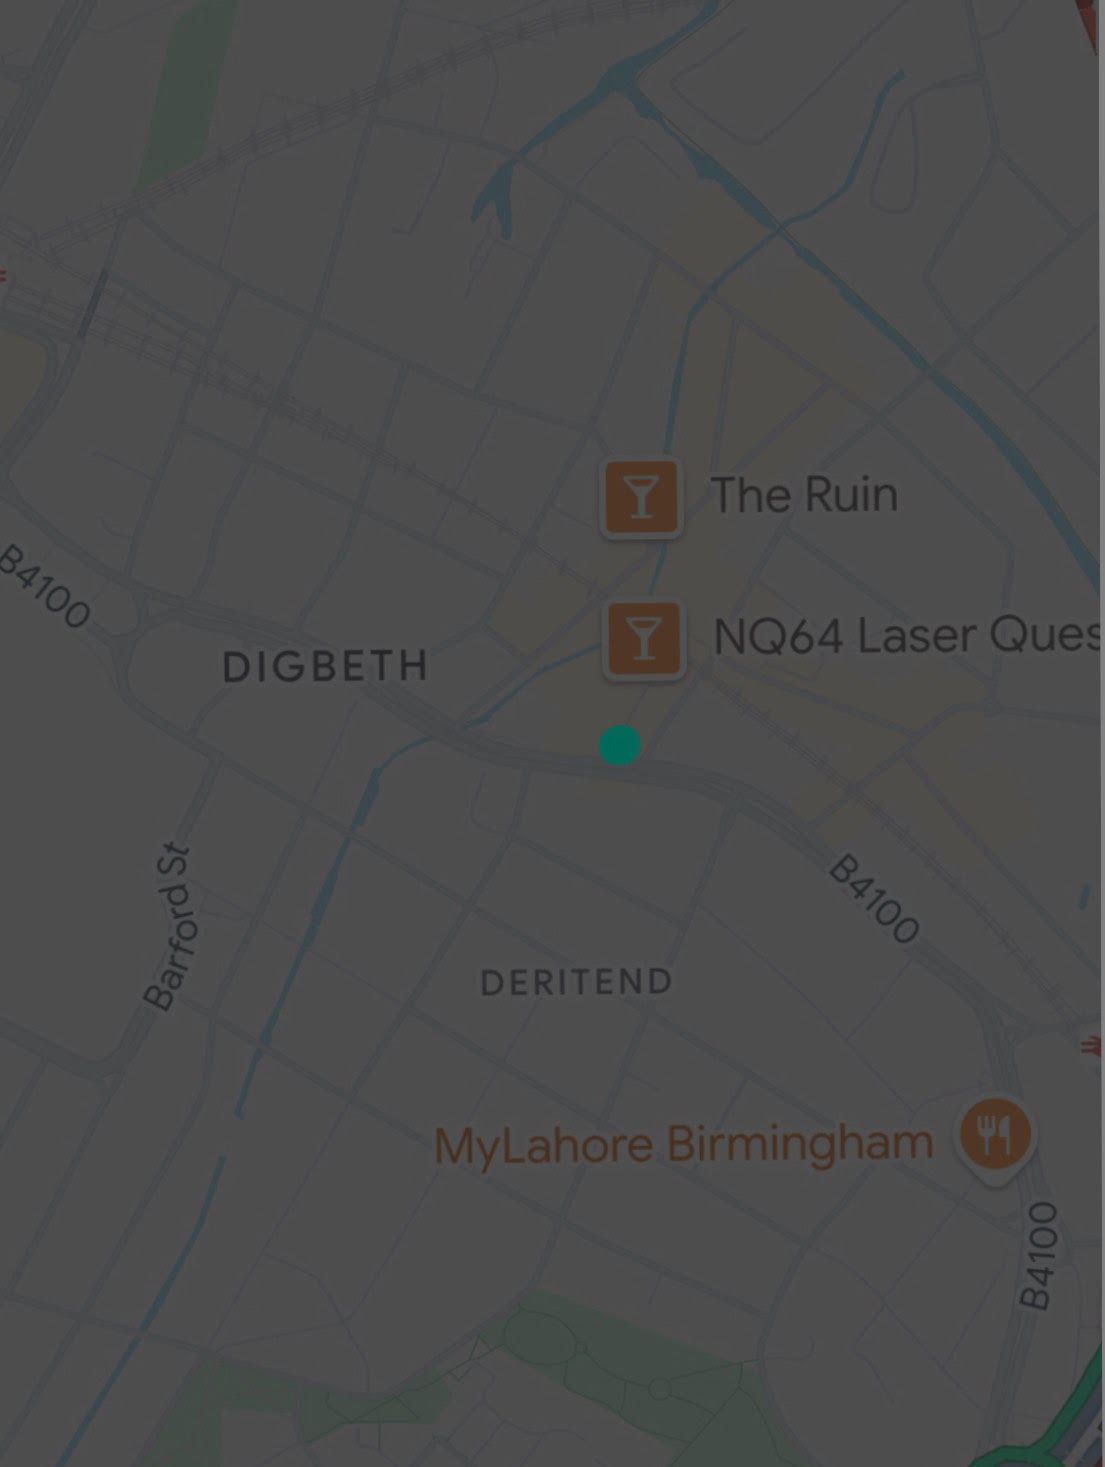 The Ruin
B4100
NQ64 Laser Ques
DIGBETH
Barford St
B4100
DERITEND
MyLahore Birmingham
B4100